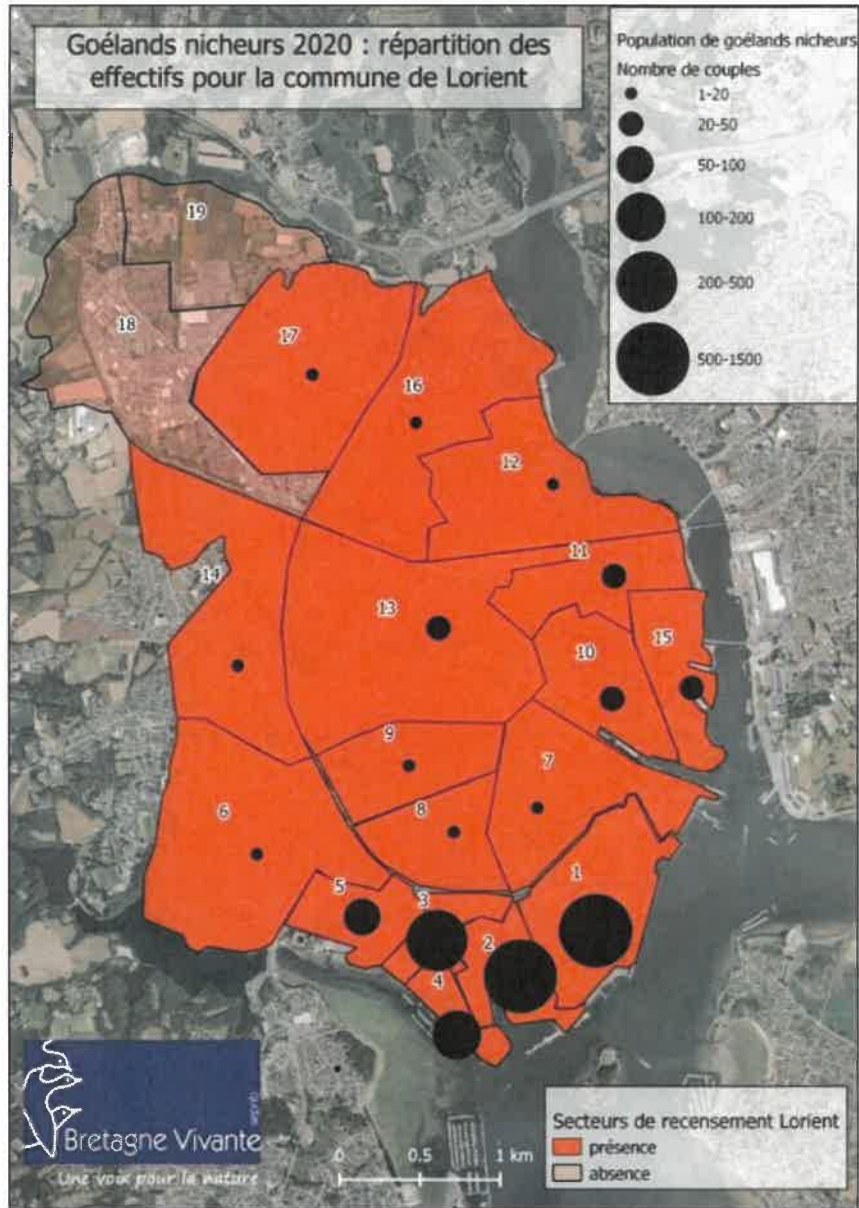 Goélands nicheurs 2020 : répartition des
effectifs pour la commune de Lorient
Population de goélands nicheurs
Nombre de couples
1-20
20-50
50-100
100-200
200-500
500-1500
19
18
17
16
12
11
14
13
15
10
9
7
8
6
1
5
3
2
4
Bretagne Vivante
Une voix pour la nature
0 0.5 1 km
Secteurs de recensement Lorient
présence
absence